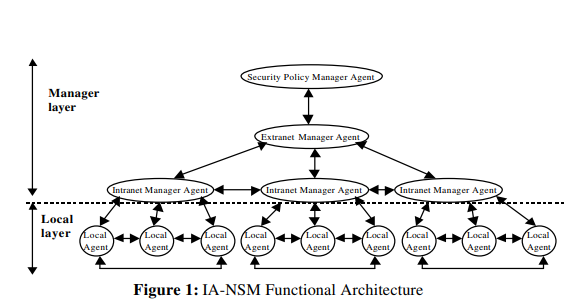 Security Policy Manager Agent
Manager
layer
Extranet Manager Agent
Intranet Manager Agent
Intranet Manager Agent
Intranet Manager Agent
Local
layer
Local
Agent
Local
Agent
Local
Agent
Local
Agent
Local
Agent
Local
Agent
Local
Agent
Local
Agent
Local
Agent
Figure 1: IA-NSM Functional Architecture